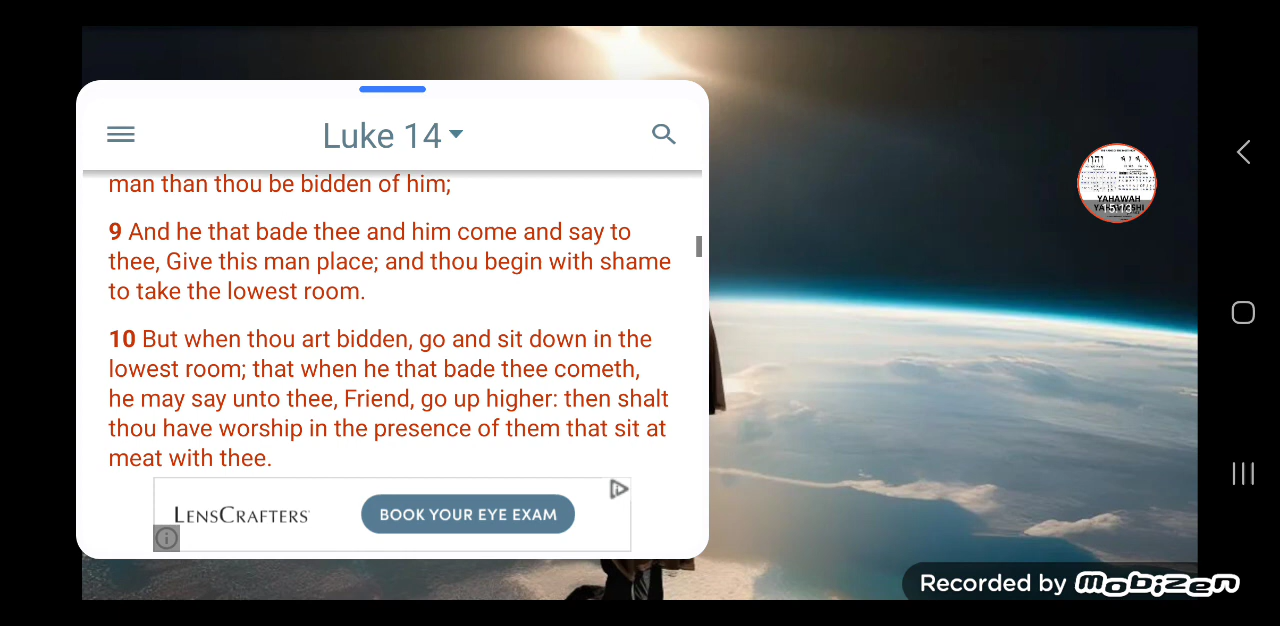 Luke 14
man than thou be bidden of him;
9 And he that bade thee and him come and say to
thee, Give this man place; and thou begin with shame
to take the lowest room.
10 But when thou art bidden, go and sit down in the
lowest room; that when he that bade thee cometh,
he may say unto thee, Friend, go up higher: then shalt
thou have worship in the presence of them that sit at
meat with thee.
LENSCRAFTERS
BOOK YOUR EYE EXAM
YAHAWAH
Recorded by mobizen